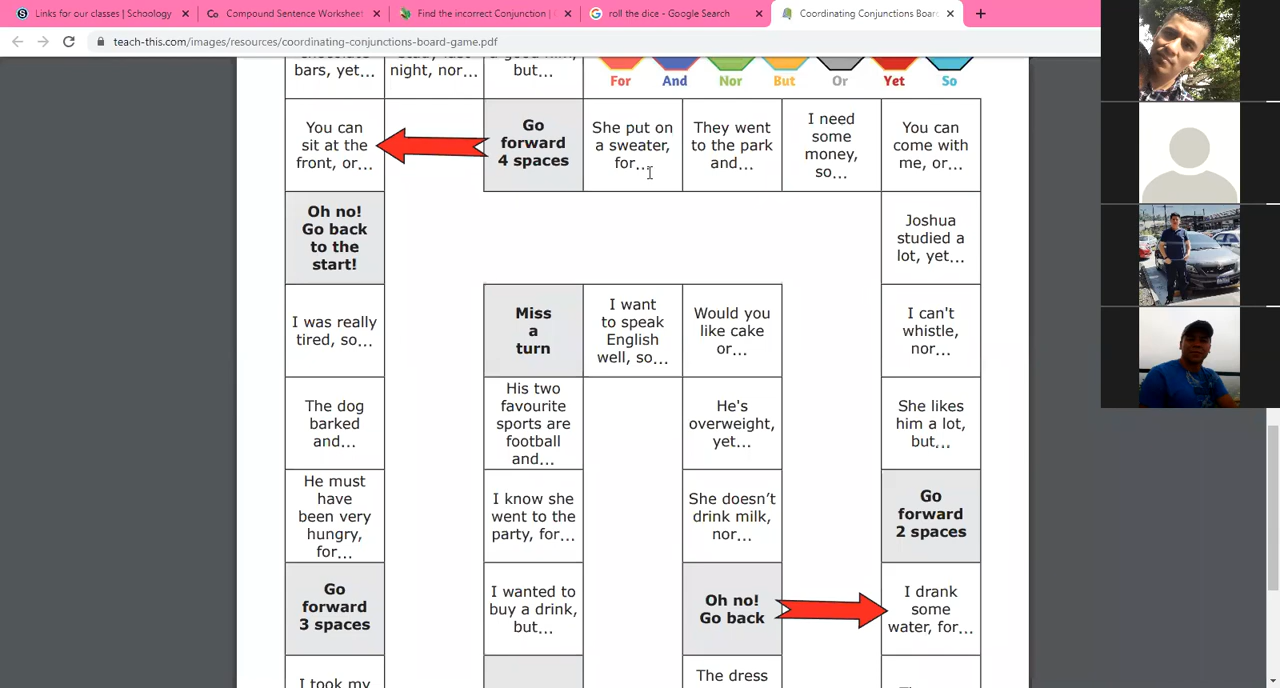 Links for our classes | Schoology
Compound Sentence Worksheet
Find the incorrect Conjunction |
roll the dice - Google Search
Coordinating Conjunctions Boar
teach-this.com/images/resources/coordinating-conjunctions-board-game.pdf
bars, yet...
night, nor...
but...
For
And
Nor
But
Or
Yet
So
You can
sit at the
front, or...
Go
forward
4 spaces
She put on
a sweater,
for...
They went
to the park
and...
I need
some
money,
so...
You can
come with
me, or...
Oh no!
Go back
to the
start!
Joshua
studied a
lot, yet...
I was really
tired, so...
Miss
a
turn
I want
to speak
English
well, so...
Would you
like cake
or...
I can't
whistle,
nor...
The dog
barked
and...
His two
favourite
sports are
football
and...
He's
overweight,
yet...
She likes
him a lot,
but...
He must
have
been very
hungry,
for...
I know she
went to the
party, for...
She doesn't
drink milk,
nor...
Go
forward
2 spaces
Go
forward
3 spaces
I wanted to
buy a drink,
but...
Oh no!
Go back
I drank
some
water, for...
I took my
The dress